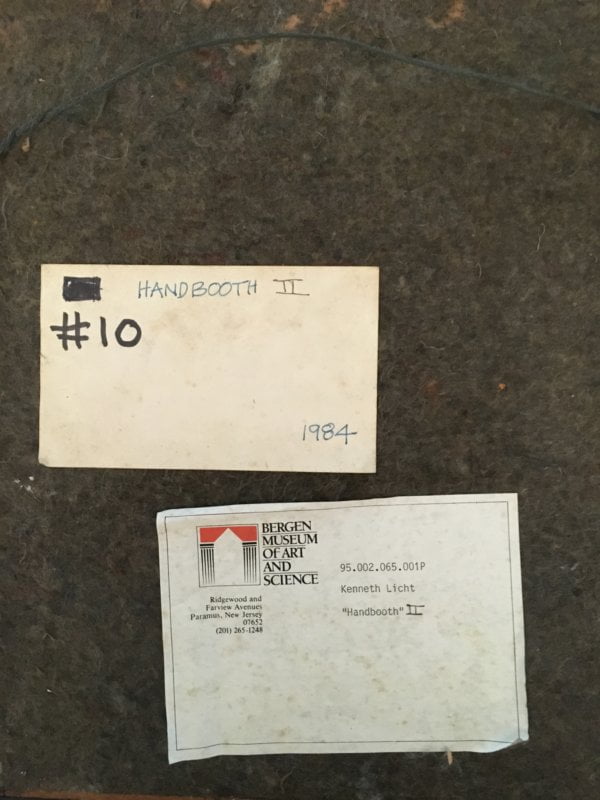 HANDBOOTH II
#10
1984
BERGEN
MUSEUM
OF ART
AND
SCIENCE
Ridgewood and
Farview Avenues
Paramus, New Jersey
07652
(201) 265-1248
95.002.065.001P
Kenneth Licht
"Handbooth" II